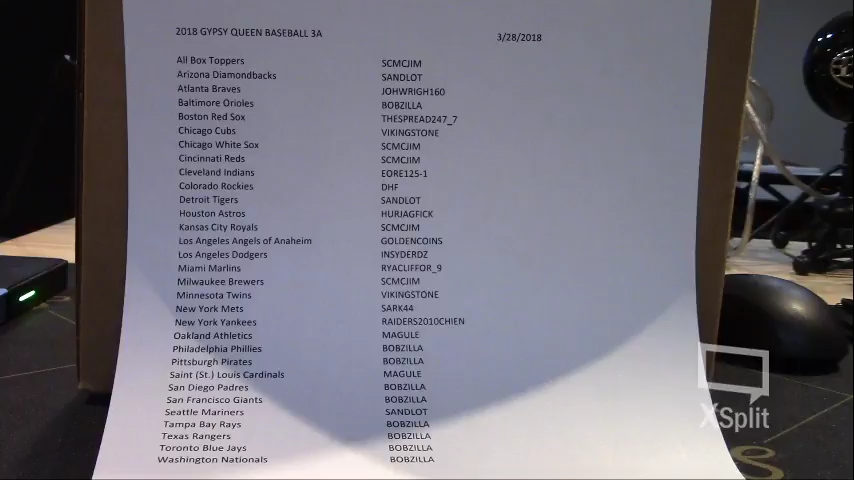 2018 GYPSY QUEEN BASEBALL 3A 3/28/2018
All Box Toppers SCMCJIM
Arizona Diamondbacks SANDLOT
Atlanta Braves JOHWRIGH160
Baltimore Orioles BOBZILLA
Boston Red Sox THESPREAD247_7
Chicago Cubs VIKINGSTONE
Chicago White Sox SCMCJIM
Cincinnati Reds SCMCJIM
Cleveland Indians EORE125-1
Colorado Rockies DHF
Detroit Tigers SANDLOT
Houston Astros HURJAGFICK
Kansas City Royals SCMCJIM
Los Angeles Angels of Anaheim GOLDENCOINS
Los Angeles Dodgers INSYDERDZ
Miami Marlins RYACLIFFOR_9
Milwaukee Brewers SCMCJIM
Minnesota Twins VIKINGSTONE
New York Mets SARK44
New York Yankees RAIDERS2010CHIEN
Oakland Athletics MAGULE
Philadelphia Phillies BOBZILLA
Pittsburgh Pirates BOBZILLA
Saint (St.) Louis Cardinals MAGULE
San Diego Padres BOBZILLA
San Francisco Giants BOBZILLA
Seattle Mariners SANDLOT
Tampa Bay Rays BOBZILLA
Texas Rangers BOBZILLA
Toronto Blue Jays BOBZILLA
Washington Nationals BOBZILLA
XSplit